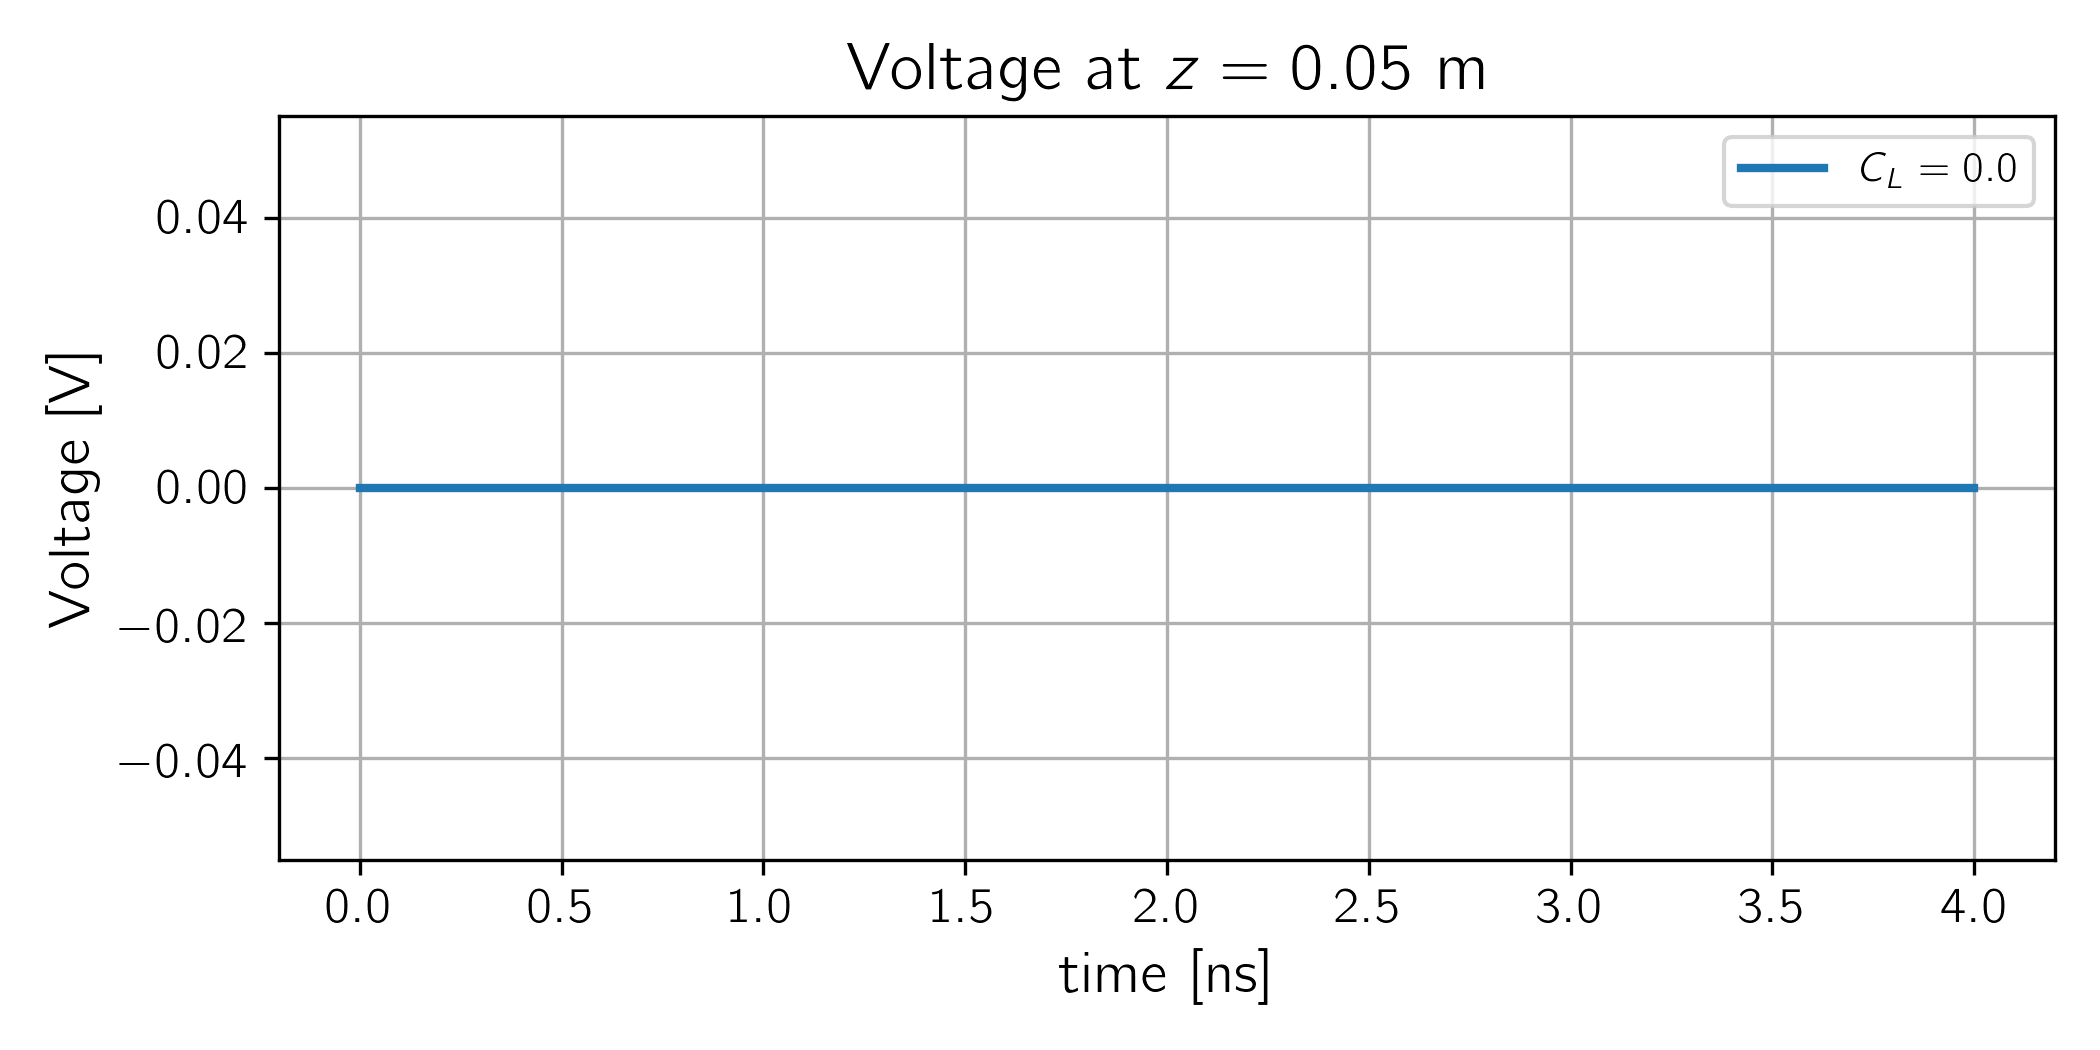 Voltage at z = 0.05 m
C_L = 0.0
Voltage [V]
0.04
0.02
0.00
−0.02
−0.04
0.0 0.5 1.0 1.5 2.0 2.5 3.0 3.5 4.0
time [ns]